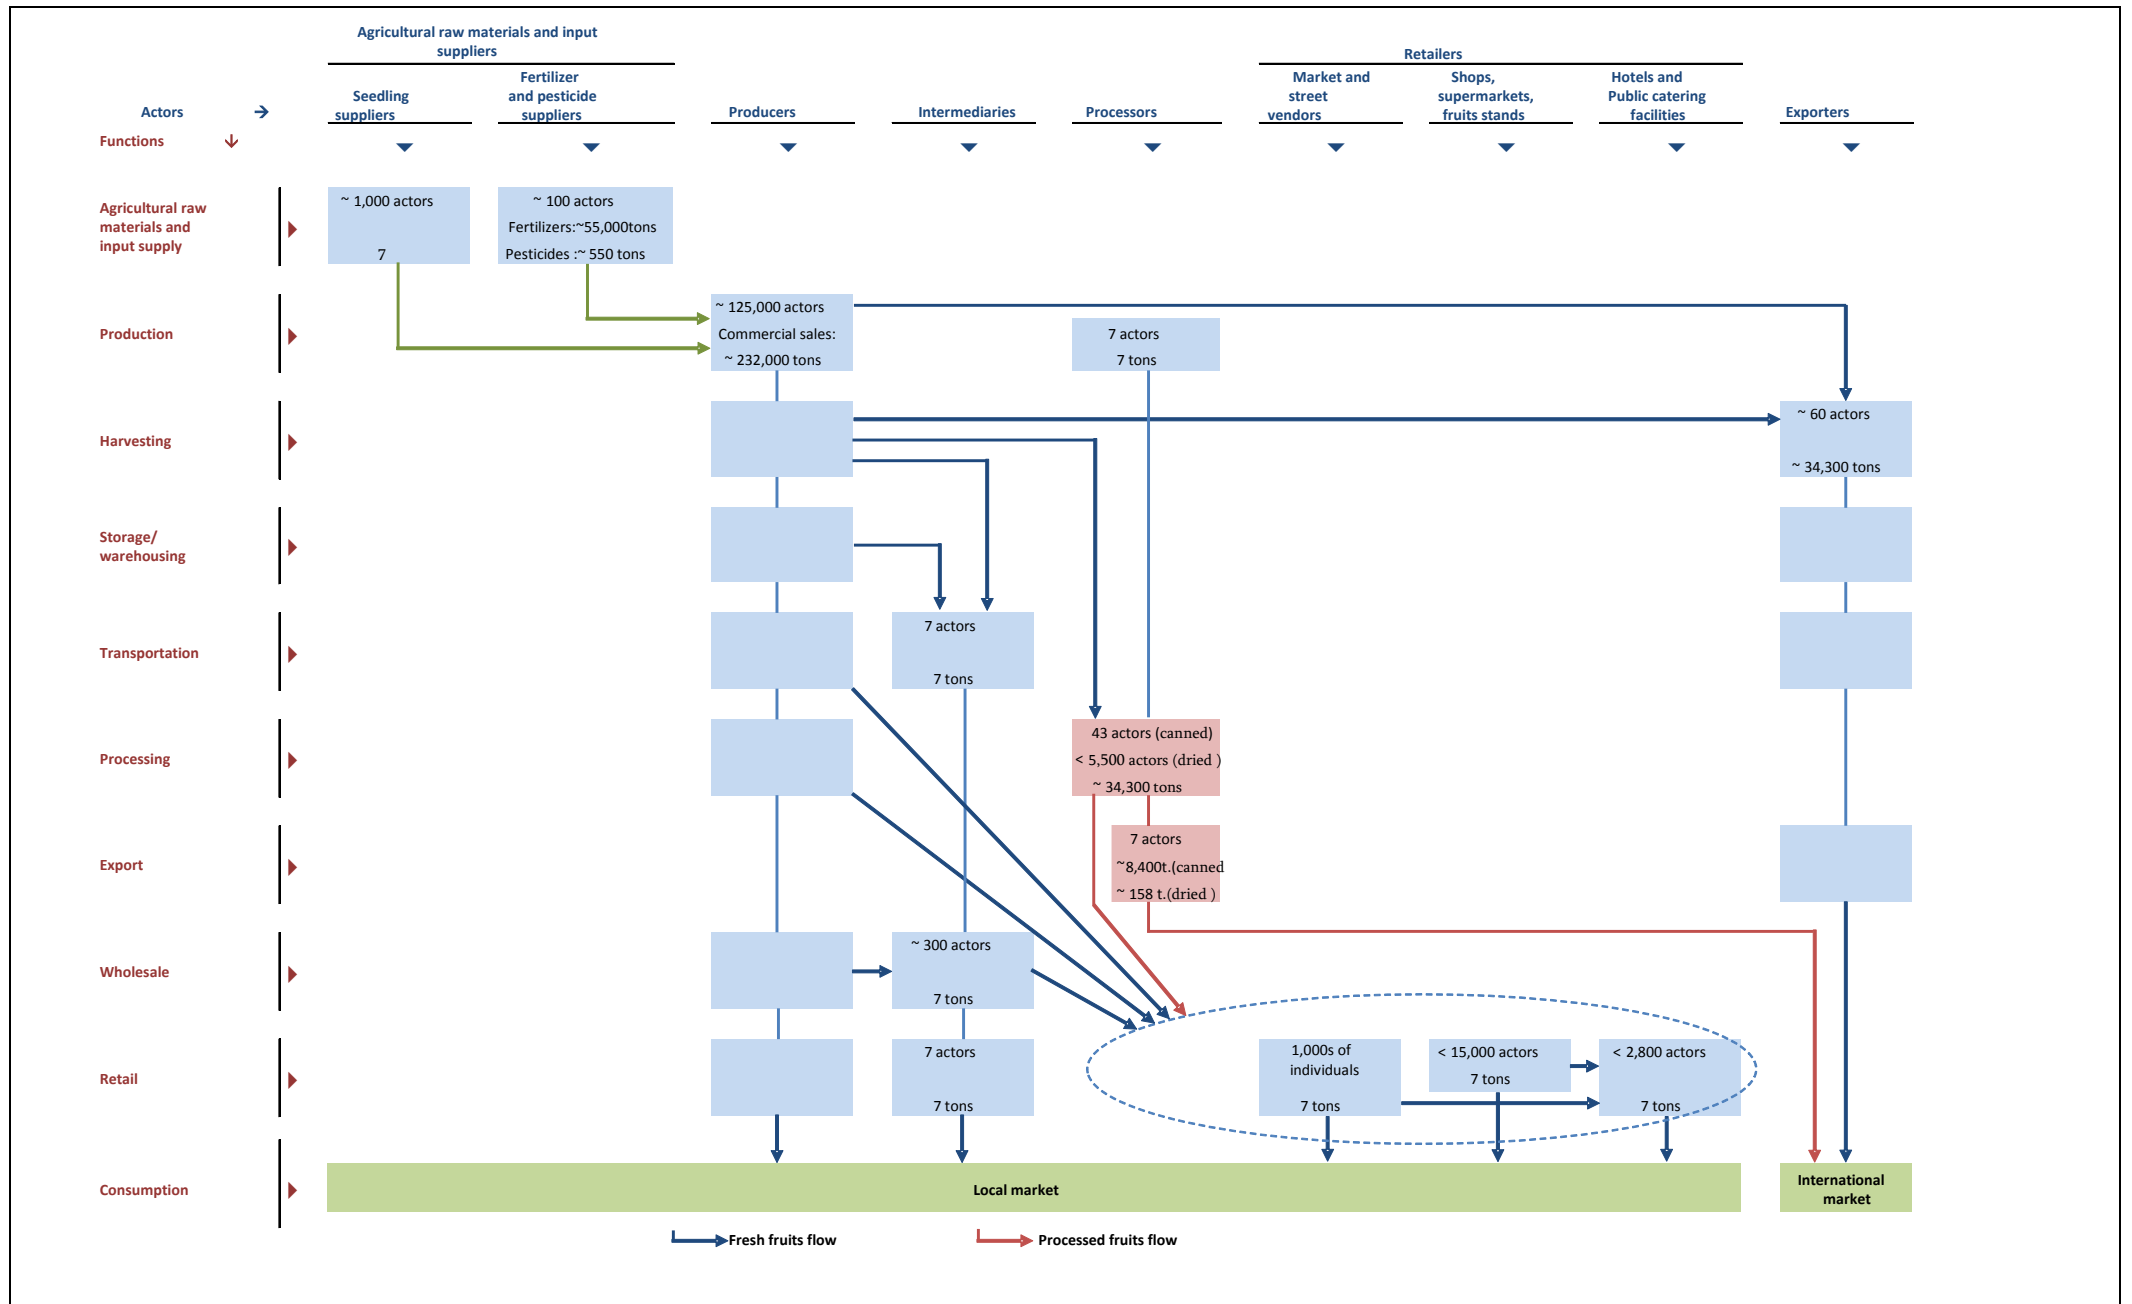 Agricultural raw materials and input
suppliers
Retailers
Actors
Seedling
suppliers
Fertilizer
and pesticide
suppliers
Producers
Intermediaries
Processors
Market and
street
vendors
Shops,
supermarkets,
fruits stands
Hotels and
Public catering
facilities
Exporters
Functions
Agricultural raw
materials and
input supply
~ 1,000 actors
7
~ 100 actors
Fertilizers:~55,000tons
Pesticides :~ 550 tons
Production
~ 125,000 actors
Commercial sales:
~ 232,000 tons
7 actors
7 tons
Harvesting
~ 60 actors
~ 34,300 tons
Storage/
warehousing
Transportation
7 actors
7 tons
Processing
43 actors (canned)
< 5,500 actors (dried )
~ 34,300 tons
Export
7 actors
~8,400t.(canned
~ 158 t.(dried )
Wholesale
~ 300 actors
7 tons
Retail
7 actors
7 tons
1,000s of
individuals
7 tons
< 15,000 actors
7 tons
< 2,800 actors
7 tons
Consumption
Local market
International
market
Fresh fruits flow
Processed fruits flow